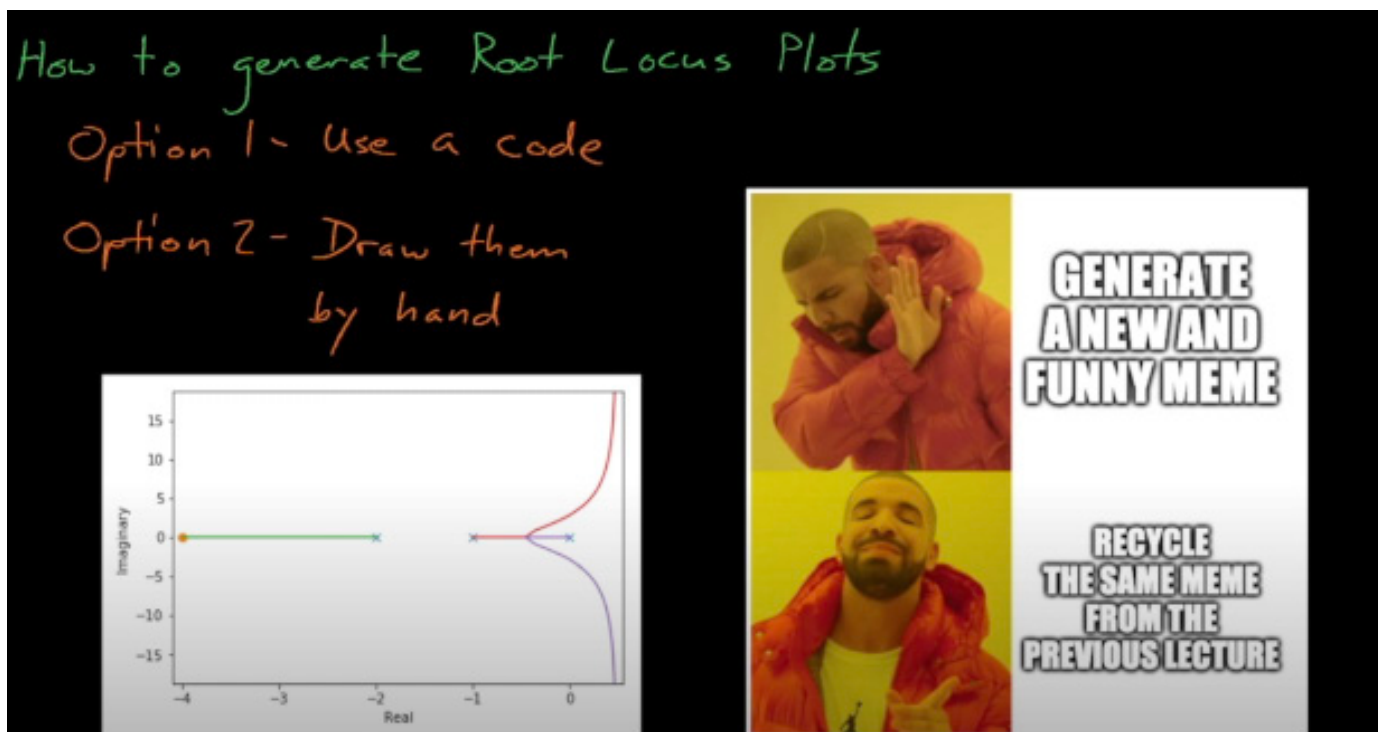 How to generate Root Locus Plots
Option 1- Use a code
Option 2- Draw them
by hand
15
10
5
0
-5
-10
-15
Imaginary
-4 -3 -2 -1 0
Real
GENERATE
A NEW AND
FUNNY MEME
RECYCLE
THE SAME MEME
FROM THE
PREVIOUS LECTURE